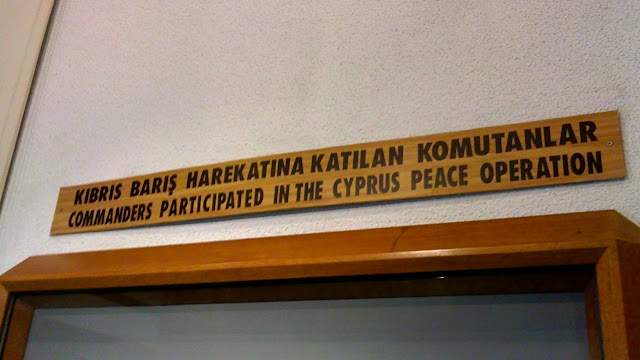 KIBRIS BARIŞ HAREKATINA KATILAN KOMUTANLAR
COMMANDERS PARTICIPATED IN THE CYPRUS PEACE OPERATION